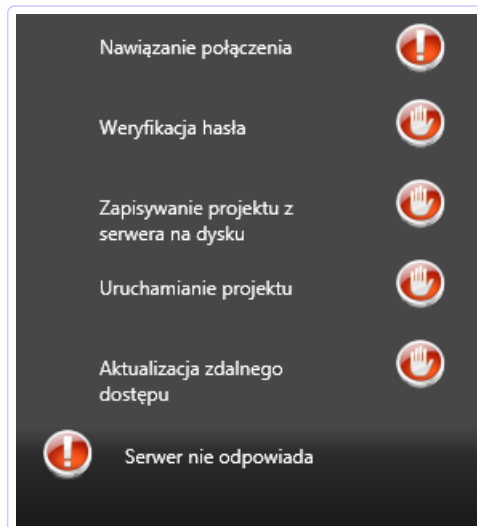 Nawiązanie połączenia
Weryfikacja hasła
Zapisywanie projektu z
serwera na dysku
Uruchamianie projektu
Aktualizacja zdalnego
dostępu
Serwer nie odpowiada